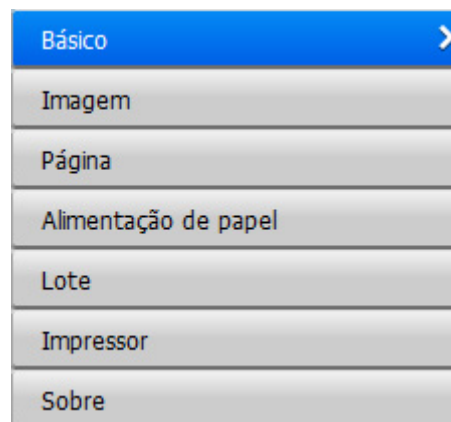 Básico
Imagem
Página
Alimentação de papel
Lote
Impressor
Sobre